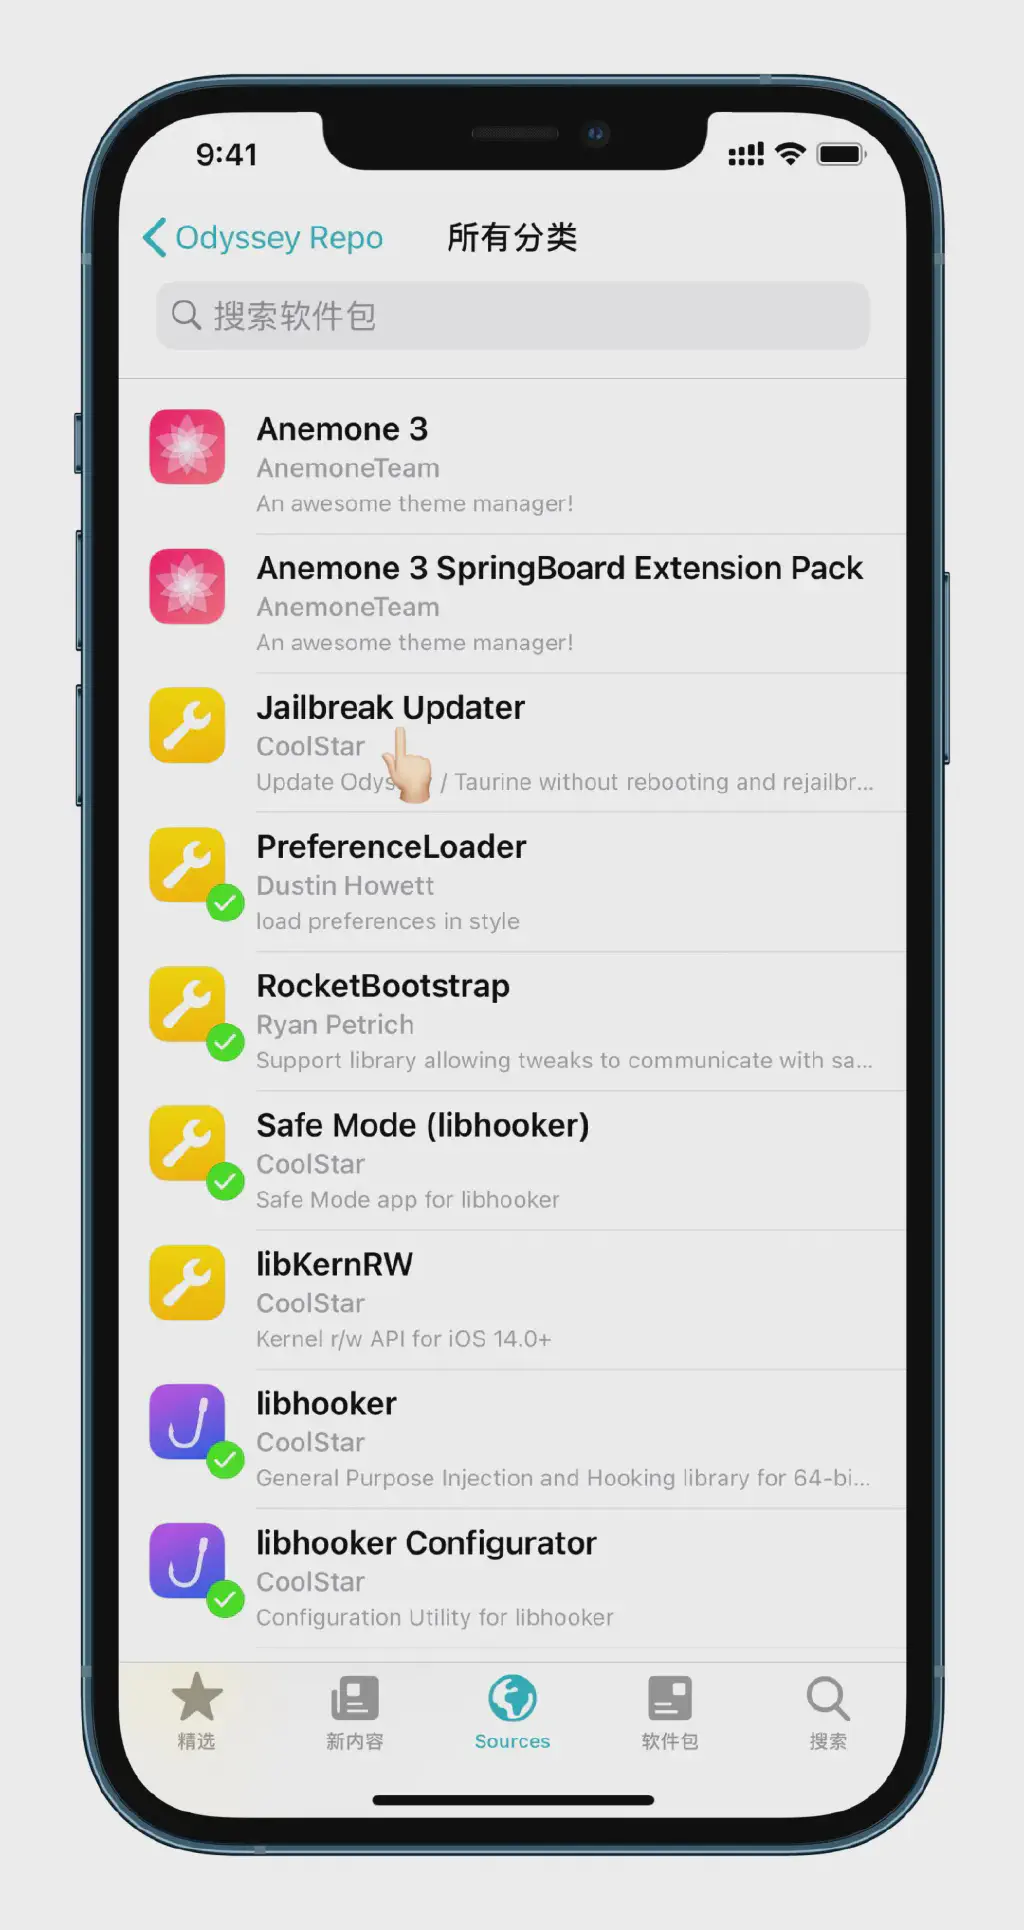 9:41
Odyssey Repo
所有分类
搜索软件包
Anemone 3
AnemoneTeam
An awesome theme manager!
Anemone 3 SpringBoard Extension Pack
AnemoneTeam
An awesome theme manager!
Jailbreak Updater
CoolStar
Update Odys / Taurine without rebooting and rejailbr...
PreferenceLoader
Dustin Howett
load preferences in style
RocketBootstrap
Ryan Petrich
Support library allowing tweaks to communicate with sa...
Safe Mode (libhooker)
CoolStar
Safe Mode app for libhooker
libKernRW
CoolStar
Kernel r/w API for iOS 14.0+
libhooker
CoolStar
General Purpose Injection and Hooking library for 64-bi...
libhooker Configurator
CoolStar
Configuration Utility for libhooker
精选
新内容
Sources
软件包
搜索